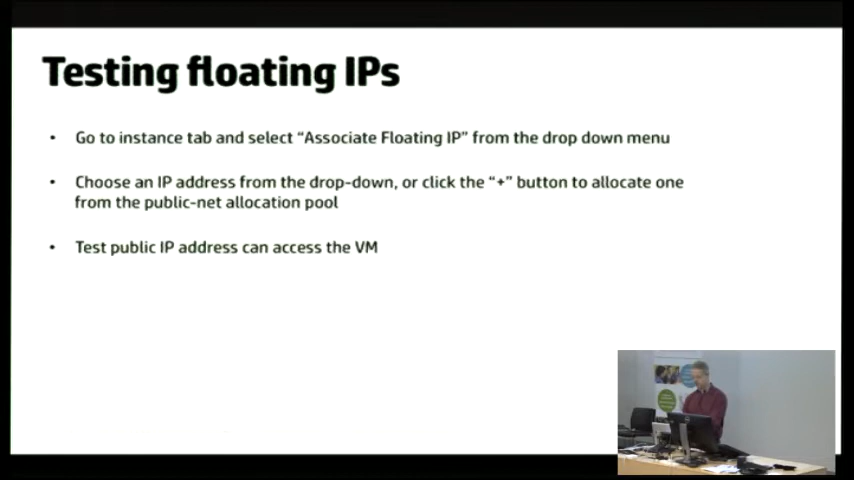 Testing floating IPs
• Go to instance tab and select “Associate Floating IP” from the drop down menu
• Choose an IP address from the drop-down, or click the “+” button to allocate one
from the public-net allocation pool
• Test public IP address can access the VM